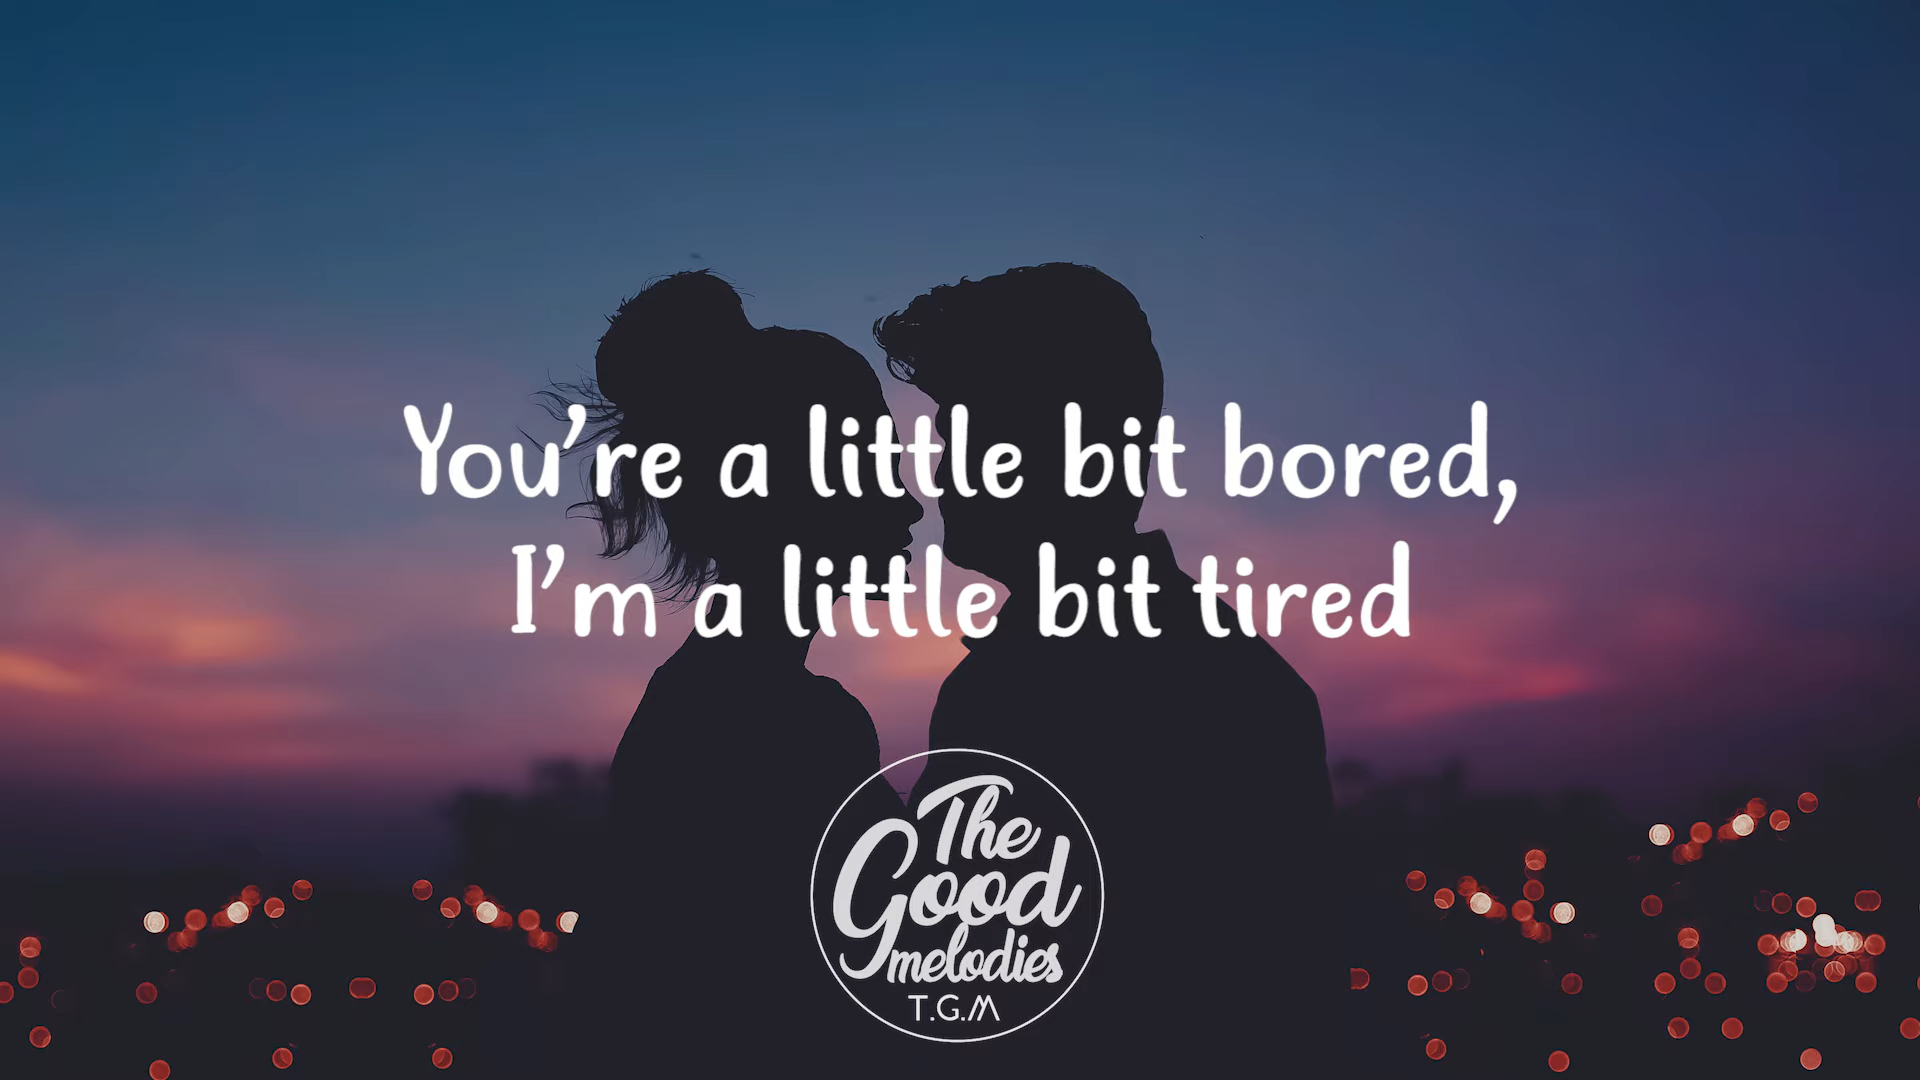 You're a little bit bored,
I'm a little bit tired
The
Good
melodies
T.G.M